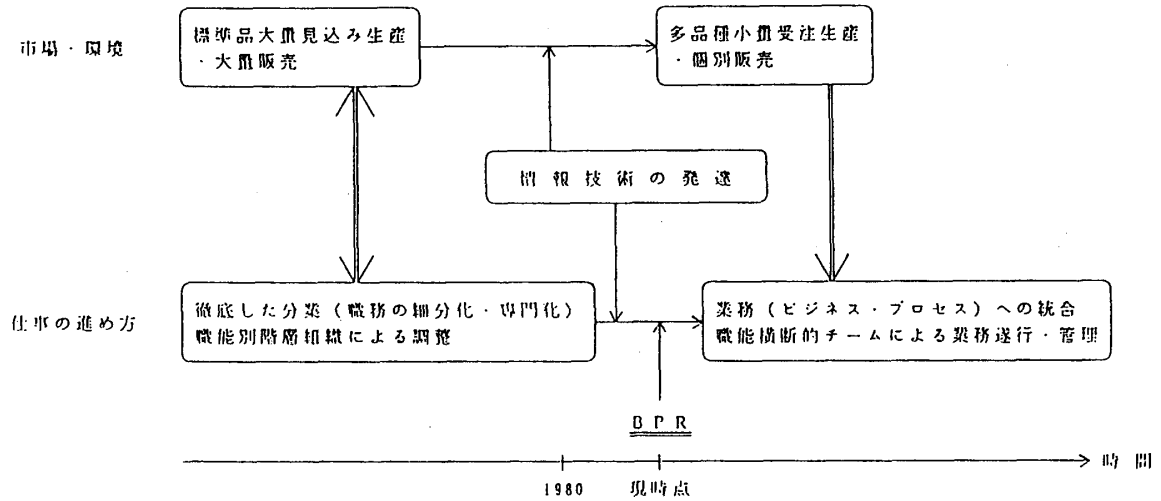 市場・環境
標準品大量見込み生産
・大量販売
多品種小量受注生産
・個別販売
情報技術の発達
仕事の進め方
徹底した分業(職務の細分化・専門化)
職能別階層組織による調整
業務(ビジネス・プロセス)への統合
職能横断的チームによる業務遂行・管理
BPR
時間
1980
現時点